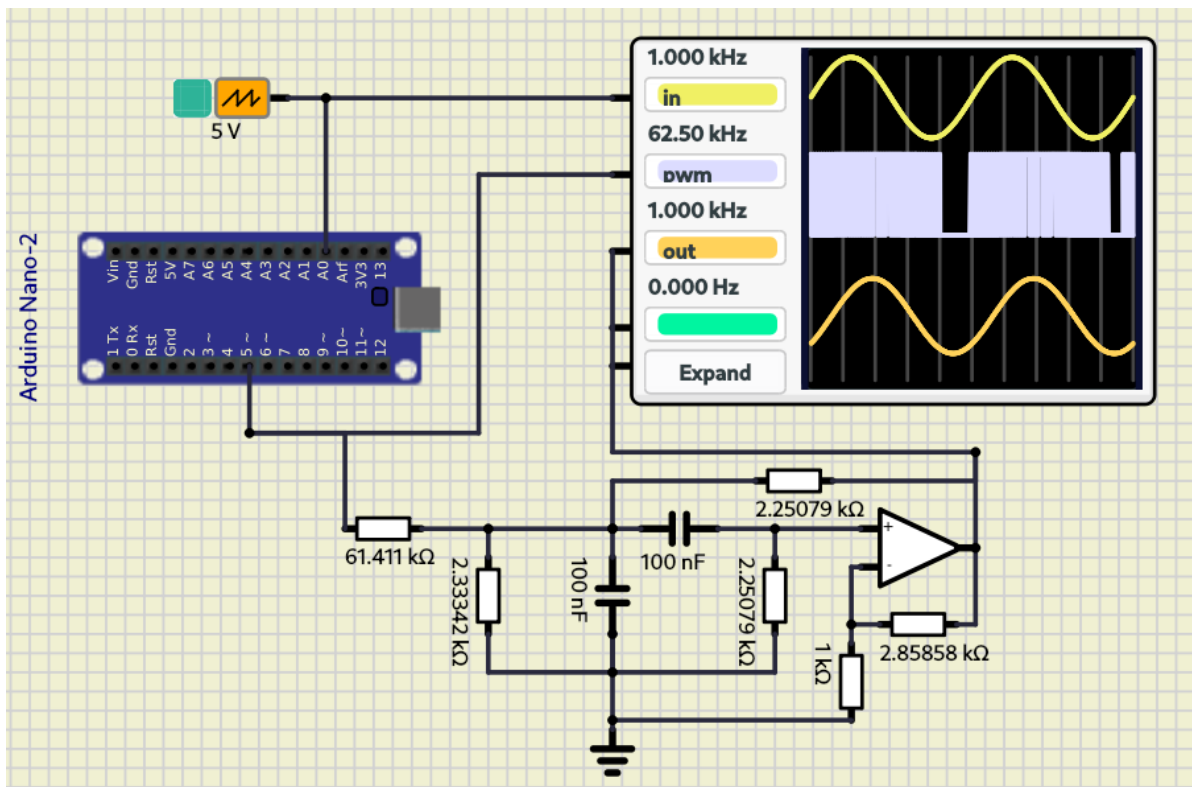 5 V
1.000 kHz
in
62.50 kHz
pwm
1.000 kHz
out
0.000 Hz
Expand
Arduino Nano-2
Vin Gnd Rst 5V A7 A6 A5 A4 A3 A2 A1 A0 Arf 3V3 13
1 Tx 0 Rx Rst Gnd 2 3 ~ 4 5 ~ 6 ~ 7 8 9 ~ 10~ 11~ 12
61.411 kΩ
2.33342 kΩ
100 nF
100 nF
2.25079 kΩ
2.25079 kΩ
+
-
2.85858 kΩ
1 kΩ